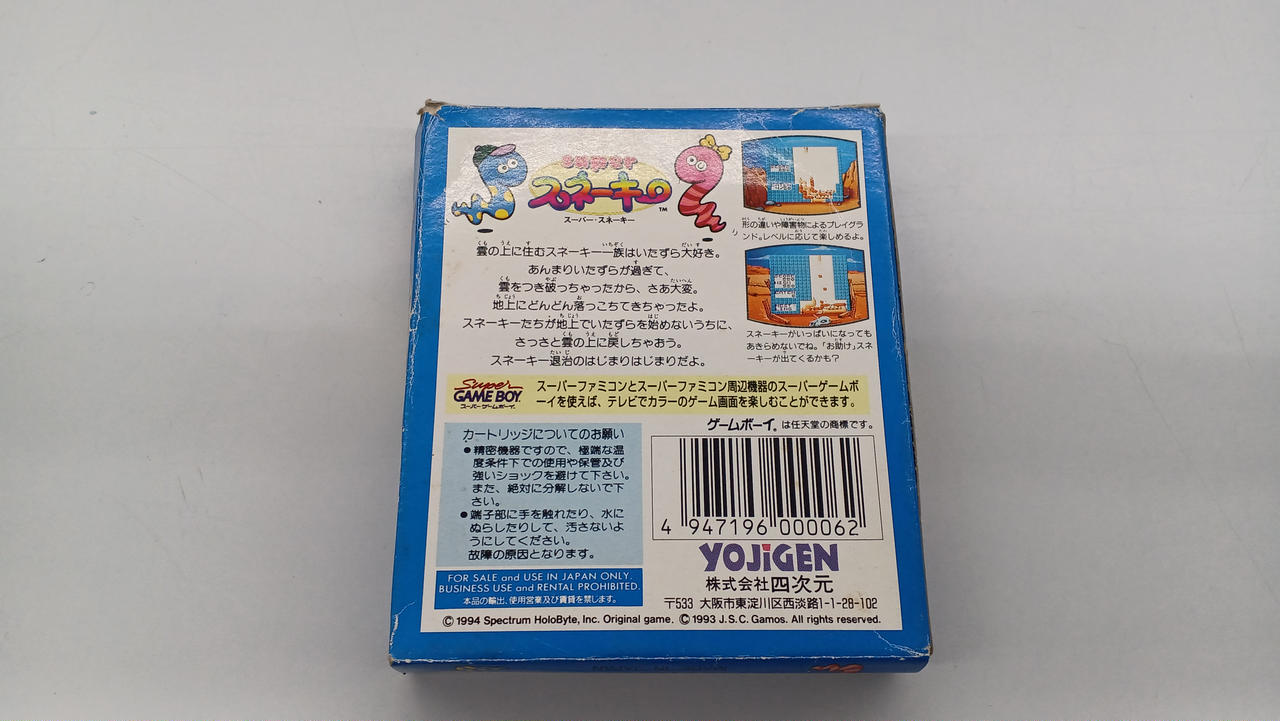 スネーキー
TM
スーパー・スネーキー
雲の上に住むスネーキー一族はいたずら大好き。
あんまりいたずらが過ぎて、
雲をつき破っちゃったから、さあ大変。
地上にどんどん落っこちてきちゃったよ。
スネーキーたちが地上でいたずらを始めないうちに、
さっさと雲の上に戻しちゃおう。
スネーキー退治のはじまりはじまりだよ。
形の違いや障害物によるプレイグラ
ンド。レベルに応じて楽しめるよ。
スネーキーがいっぱいになっても
あきらめないでね。「お助け」スネ
ーキーが出てくるかも?
Super
GAME BOY
スーパーゲームボーイ
スーパーファミコンとスーパーファミコン周辺機器のスーパーゲームボ
ーイを使えば、テレビでカラーのゲーム画面を楽しむことができます。
ゲームボーイ は任天堂の商標です。
カートリッジについてのお願い
●精密機器ですので、極端な温
度条件下での使用や保管及び
強いショックを避けて下さい。
また、絶対に分解しないで下
さい。
●端子部に手を触れたり、水に
ぬらしたりして、汚さないよ
うにしてください。
故障の原因となります。
FOR SALE and USE IN JAPAN ONLY.
BUSINESS USE and RENTAL PROHIBITED.
本品の輸出、使用営業及び賃貸を禁じます。
4 947196 000062
YOJIGEN
株式会社 四次元
〒533 大阪市東淀川区西淡路1-1-28-102
©1994 Spectrum HoloByte, Inc. Original game. ©1993 J.S.C. Gamos. All rights reserved.